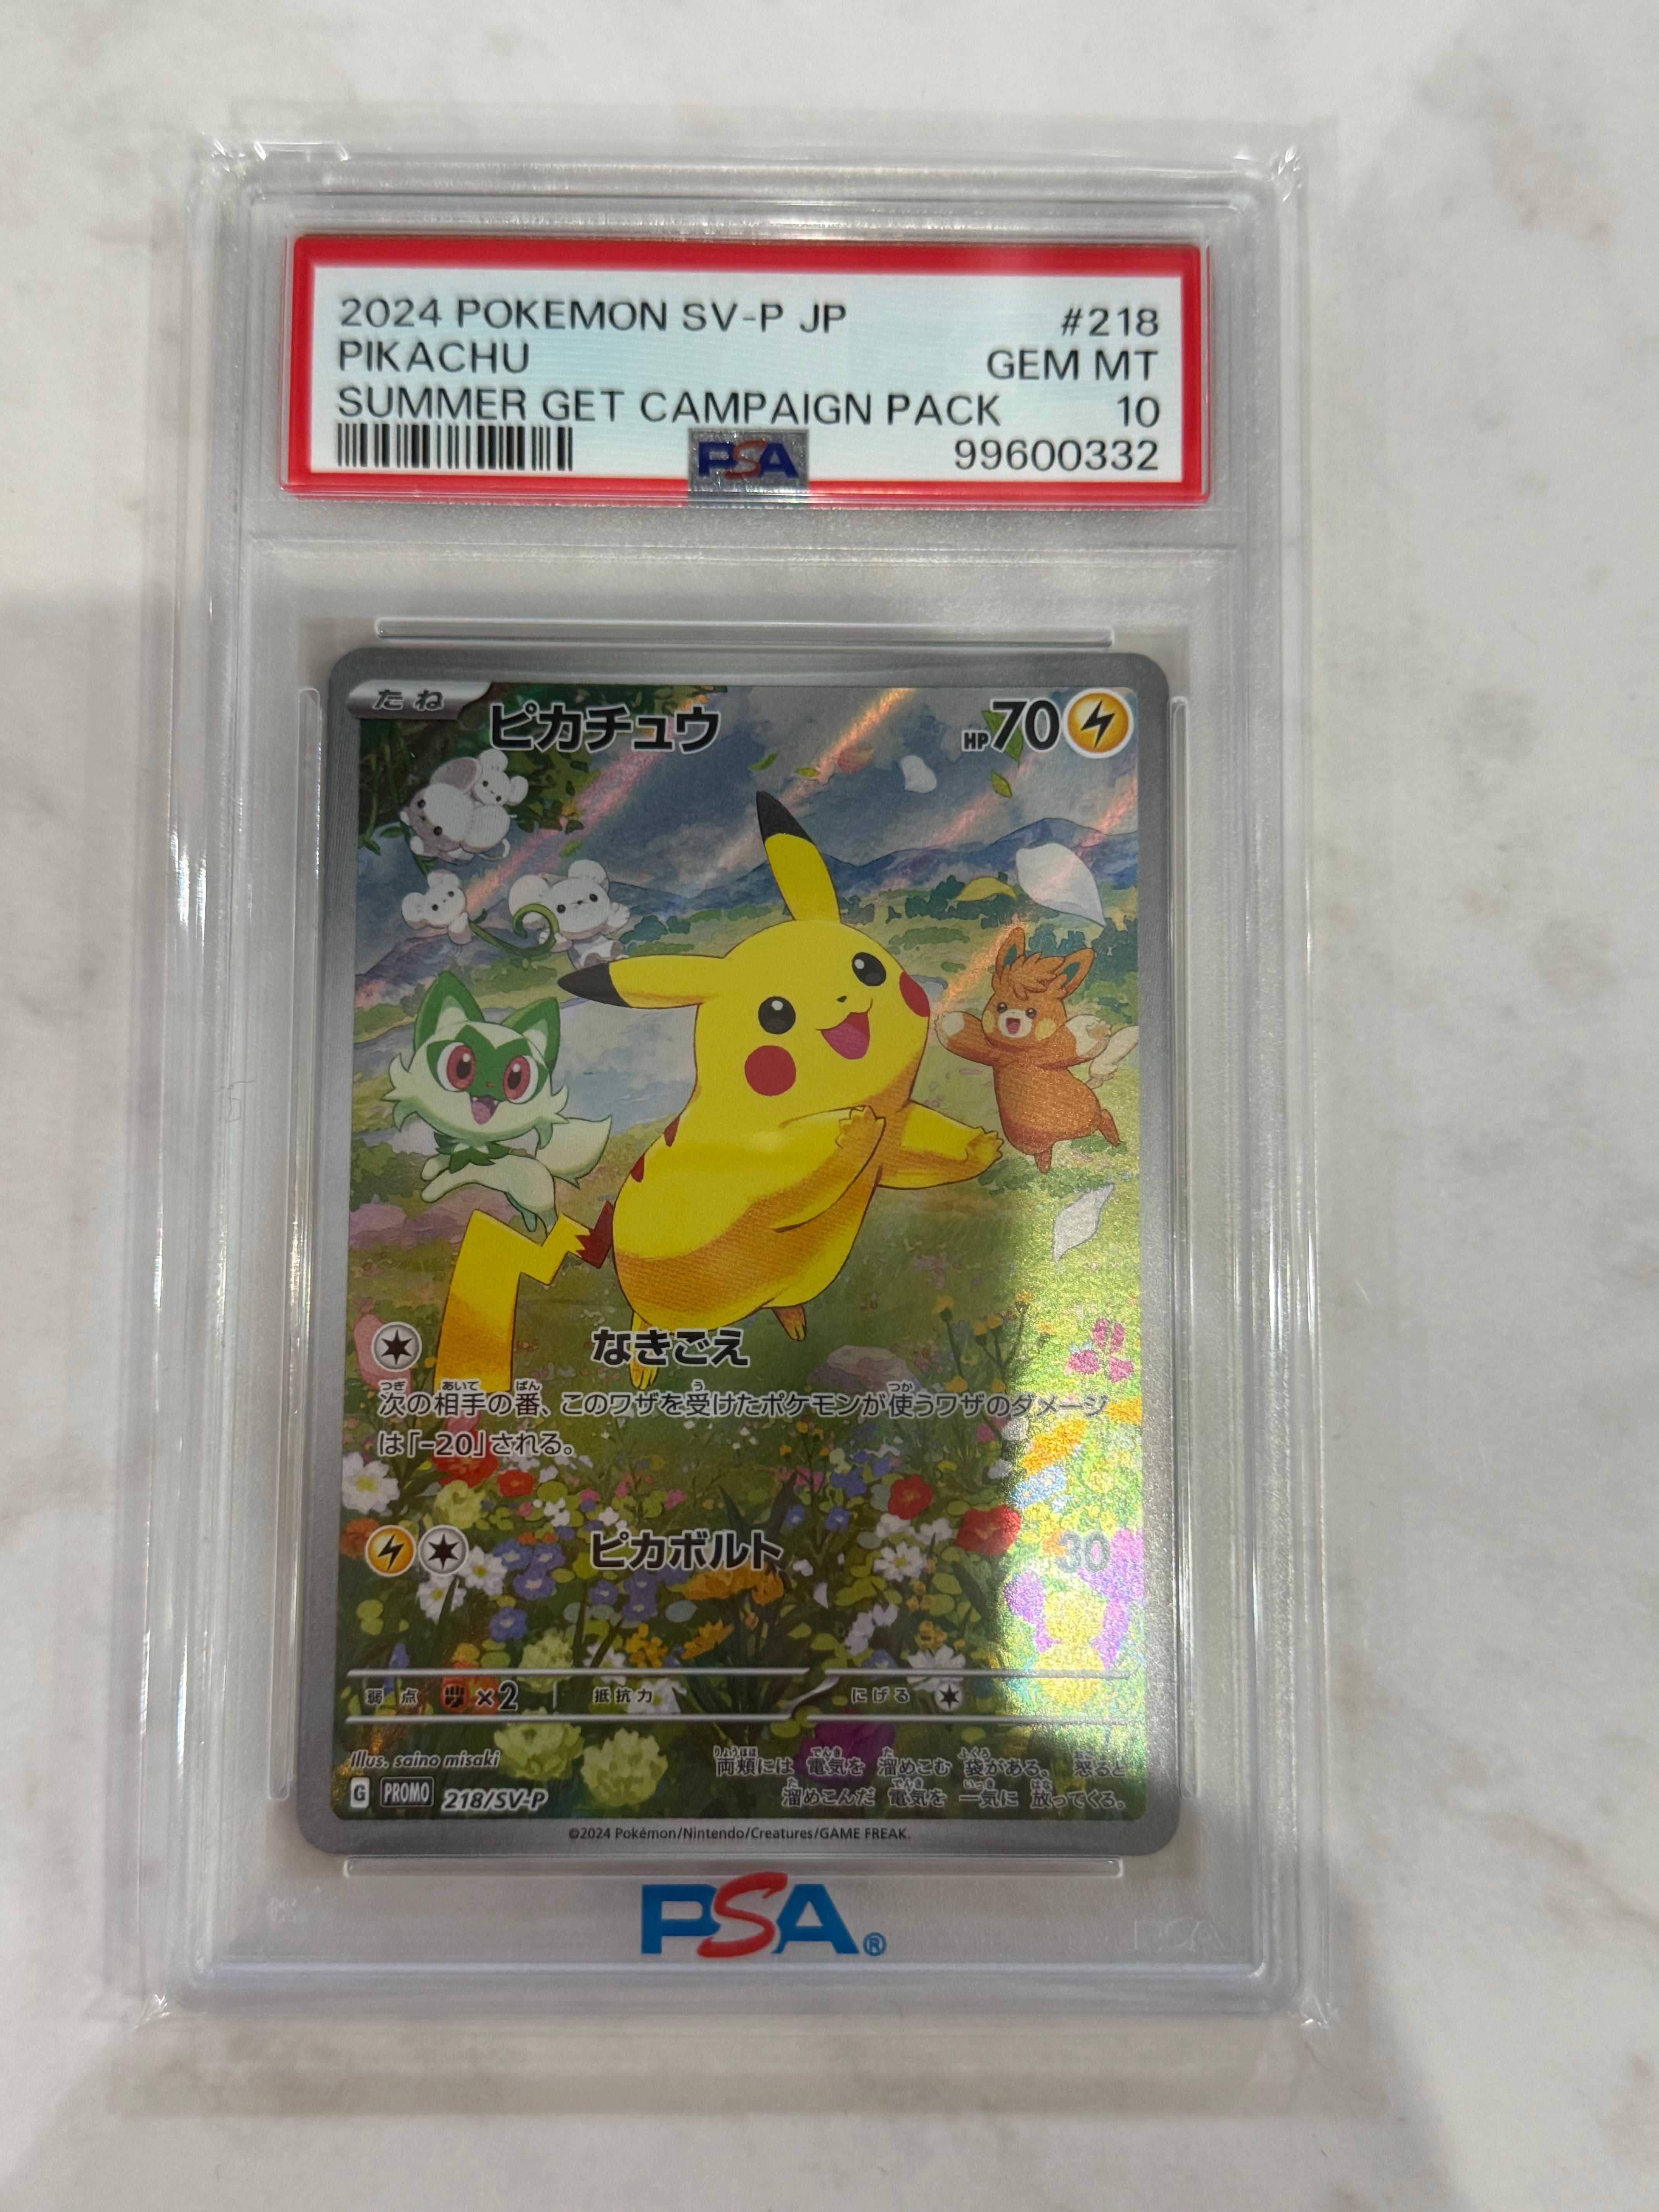 2024 POKEMON SV-P JP #218
PIKACHU GEM MT
SUMMER GET CAMPAIGN PACK 10
PSA 99600332
たね ピカチュウ HP70
なきごえ
次の相手の番、このワザを受けたポケモンが使うワザのダメージ
は「-20」される。
ピカボルト 30
弱点 ×2 抵抗力 にげる
Illus. saino misaki
両頬には 電気を 溜めこむ 袋がある。 怒ると
溜めこんだ 電気を 一気に 放ってくる。
G PROMO 218/SV-P
©2024 Pokémon/Nintendo/Creatures/GAME FREAK.
PSA®
PSA